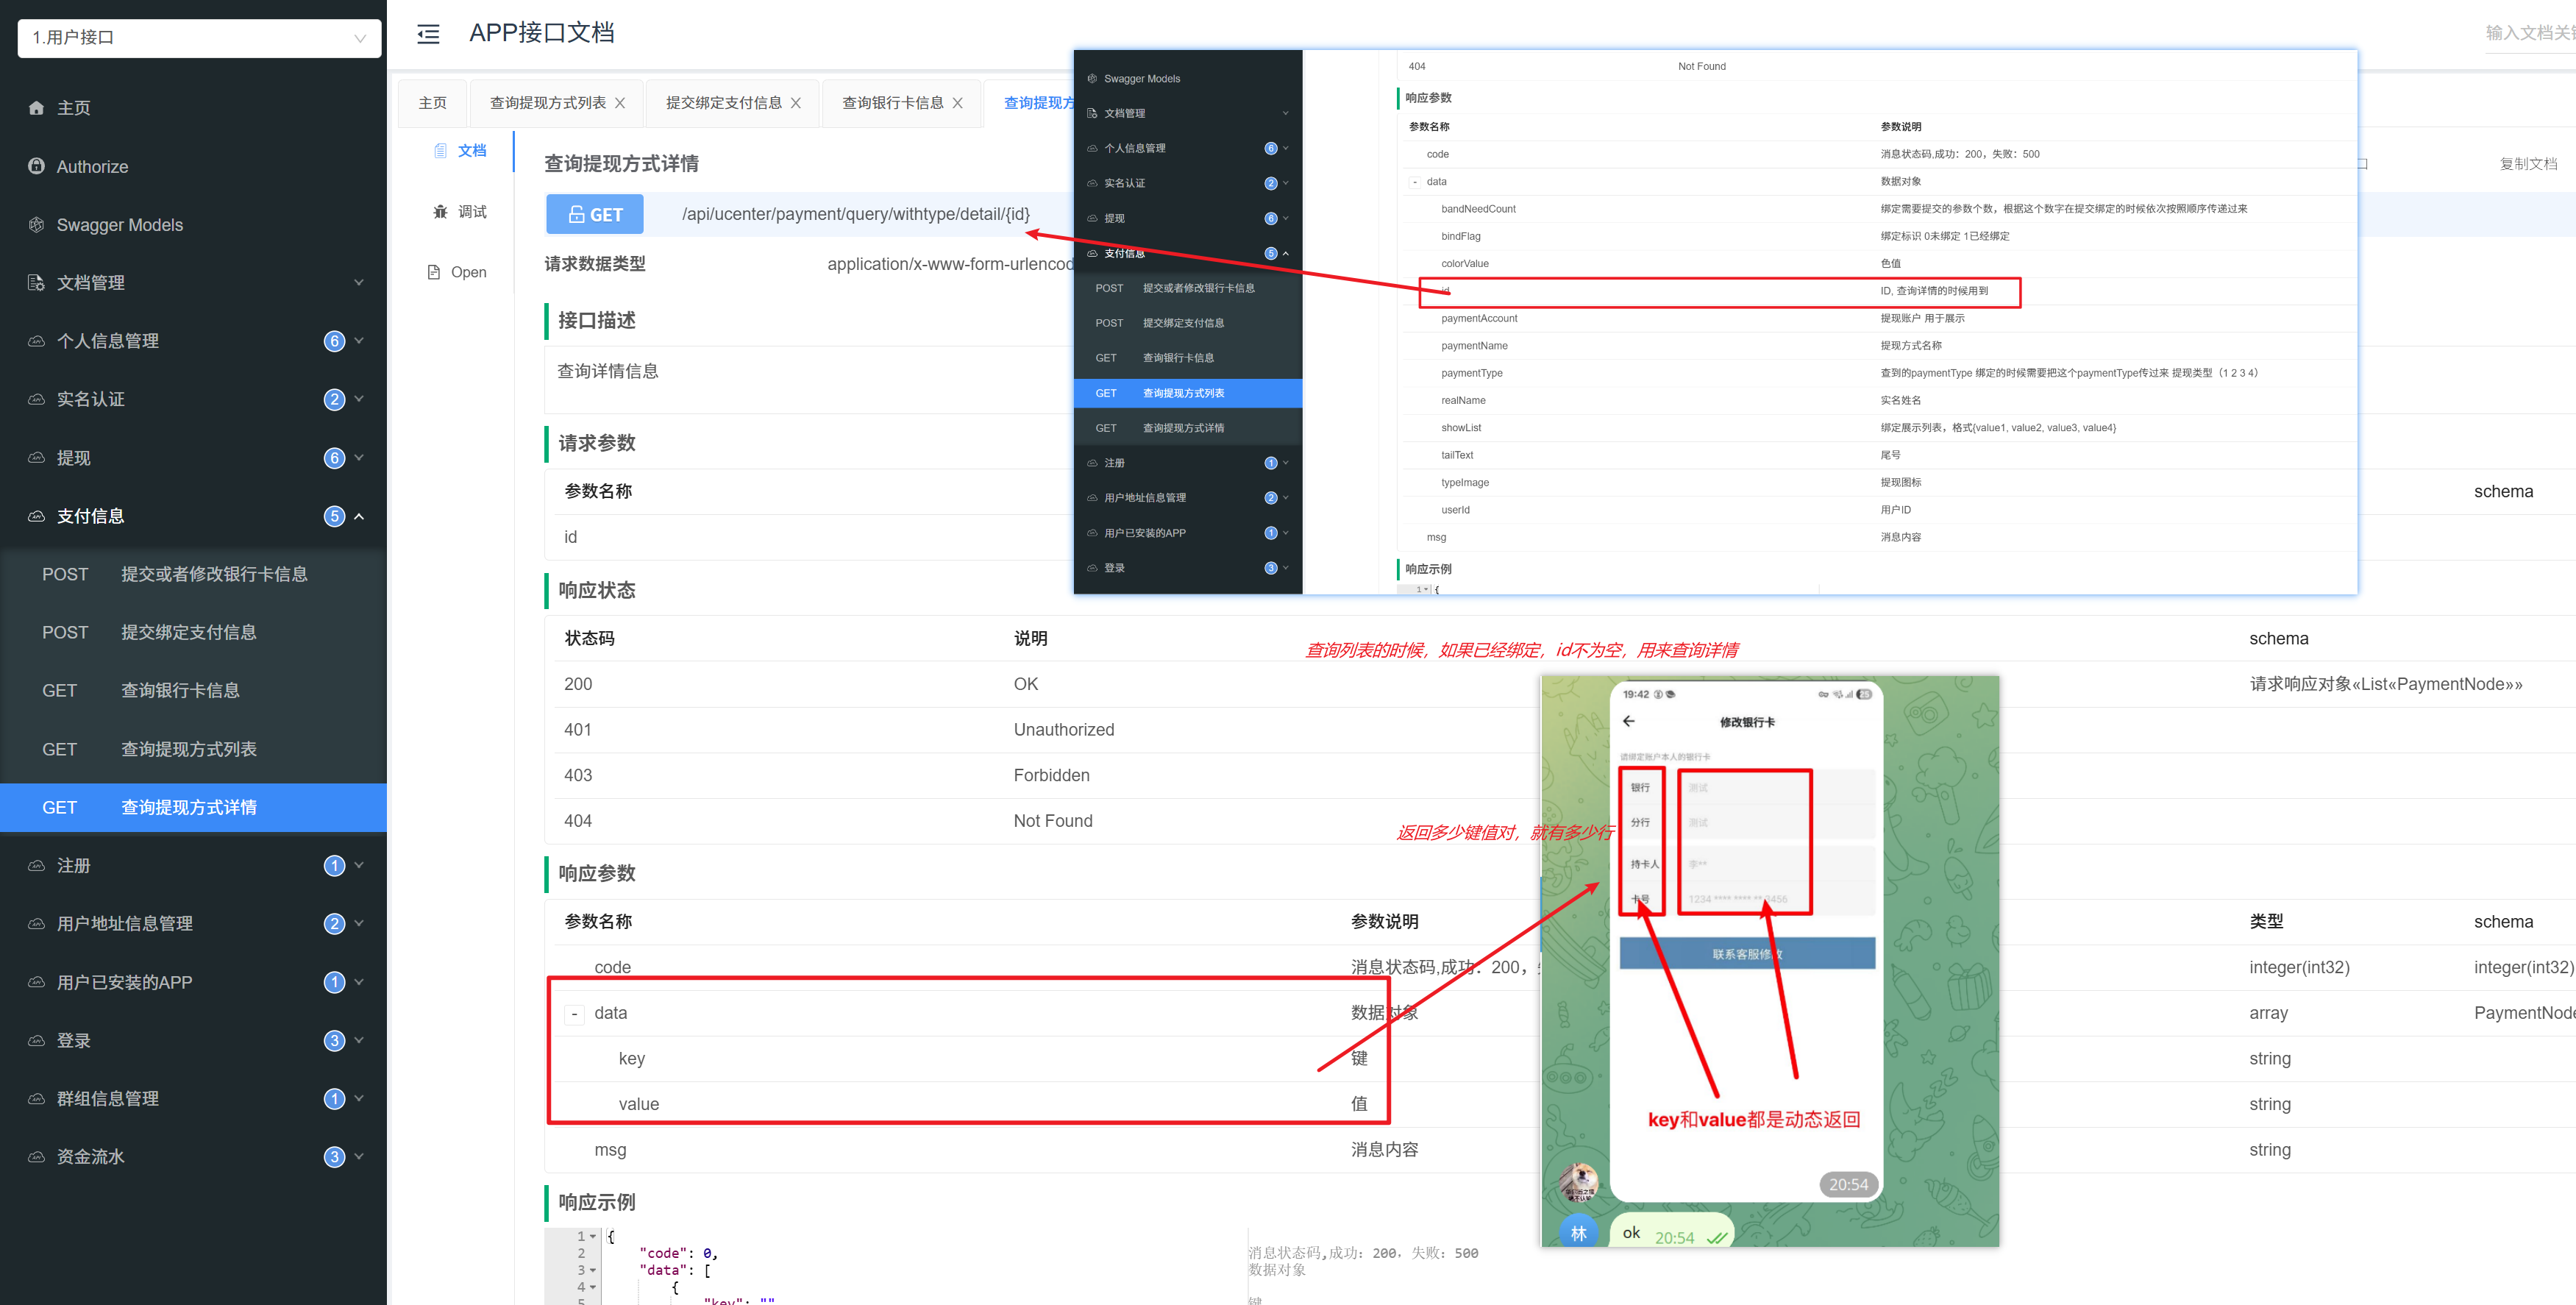 1.用户接口
主页
Authorize
Swagger Models
文档管理
个人信息管理 6
实名认证 2
提现 6
支付信息 5
POST 提交或者修改银行卡信息
POST 提交绑定支付信息
GET 查询银行卡信息
GET 查询提现方式列表
GET 查询提现方式详情
注册 1
用户地址信息管理 2
用户已安装的APP 1
登录 3
群组信息管理 1
资金流水 3
APP接口文档
输入文档关
主页 查询提现方式列表 提交绑定支付信息 查询银行卡信息 查询提现方
文档
调试
Open
复制文档
查询提现方式详情
GET /api/ucenter/payment/query/withtype/detail/{id}
请求数据类型 application/x-www-form-urlencod
接口描述
查询详情信息
请求参数
参数名称 schema
id
响应状态
状态码 说明 schema
200 OK 请求响应对象«List«PaymentNode»»
401 Unauthorized
403 Forbidden
404 Not Found
响应参数
参数名称 参数说明 类型 schema
code 消息状态码,成功：200， integer(int32) integer(int32)
- data 数据对象 array PaymentNode
key 键 string
value 值 string
msg 消息内容 string
响应示例
1 {
2 "code": 0, 消息状态码,成功：200，失败：500
3 "data": [ 数据对象
4 {
5 "key": "" 键
Swagger Models
文档管理
个人信息管理 6
实名认证 2
提现 6
支付信息 5
POST 提交或者修改银行卡信息
POST 提交绑定支付信息
GET 查询银行卡信息
GET 查询提现方式列表
GET 查询提现方式详情
注册 1
用户地址信息管理 2
用户已安装的APP 1
登录 3
404 Not Found
响应参数
参数名称 参数说明
code 消息状态码,成功：200，失败：500
- data 数据对象
bandNeedCount 绑定需要提交的参数个数，根据这个数字在提交绑定的时候依次按照顺序传递过来
bindFlag 绑定标识 0未绑定 1已经绑定
colorValue 色值
id ID, 查询详情的时候用到
paymentAccount 提现账户 用于展示
paymentName 提现方式名称
paymentType 查到的paymentType 绑定的时候需要把这个paymentType传过来 提现类型（1 2 3 4）
realName 实名姓名
showList 绑定展示列表，格式{value1, value2, value3, value4}
tailText 尾号
typeImage 提现图标
userId 用户ID
msg 消息内容
响应示例
1 {
查询列表的时候，如果已经绑定，id不为空，用来查询详情
返回多少键值对，就有多少行
19:42 25
修改银行卡
请绑定账户本人的银行卡
银行 测试
分行 测试
持卡人 李**
卡号 1234 **** **** ** 3456
联系客服修改
key和value都是动态返回
20:54
林
ok 20:54